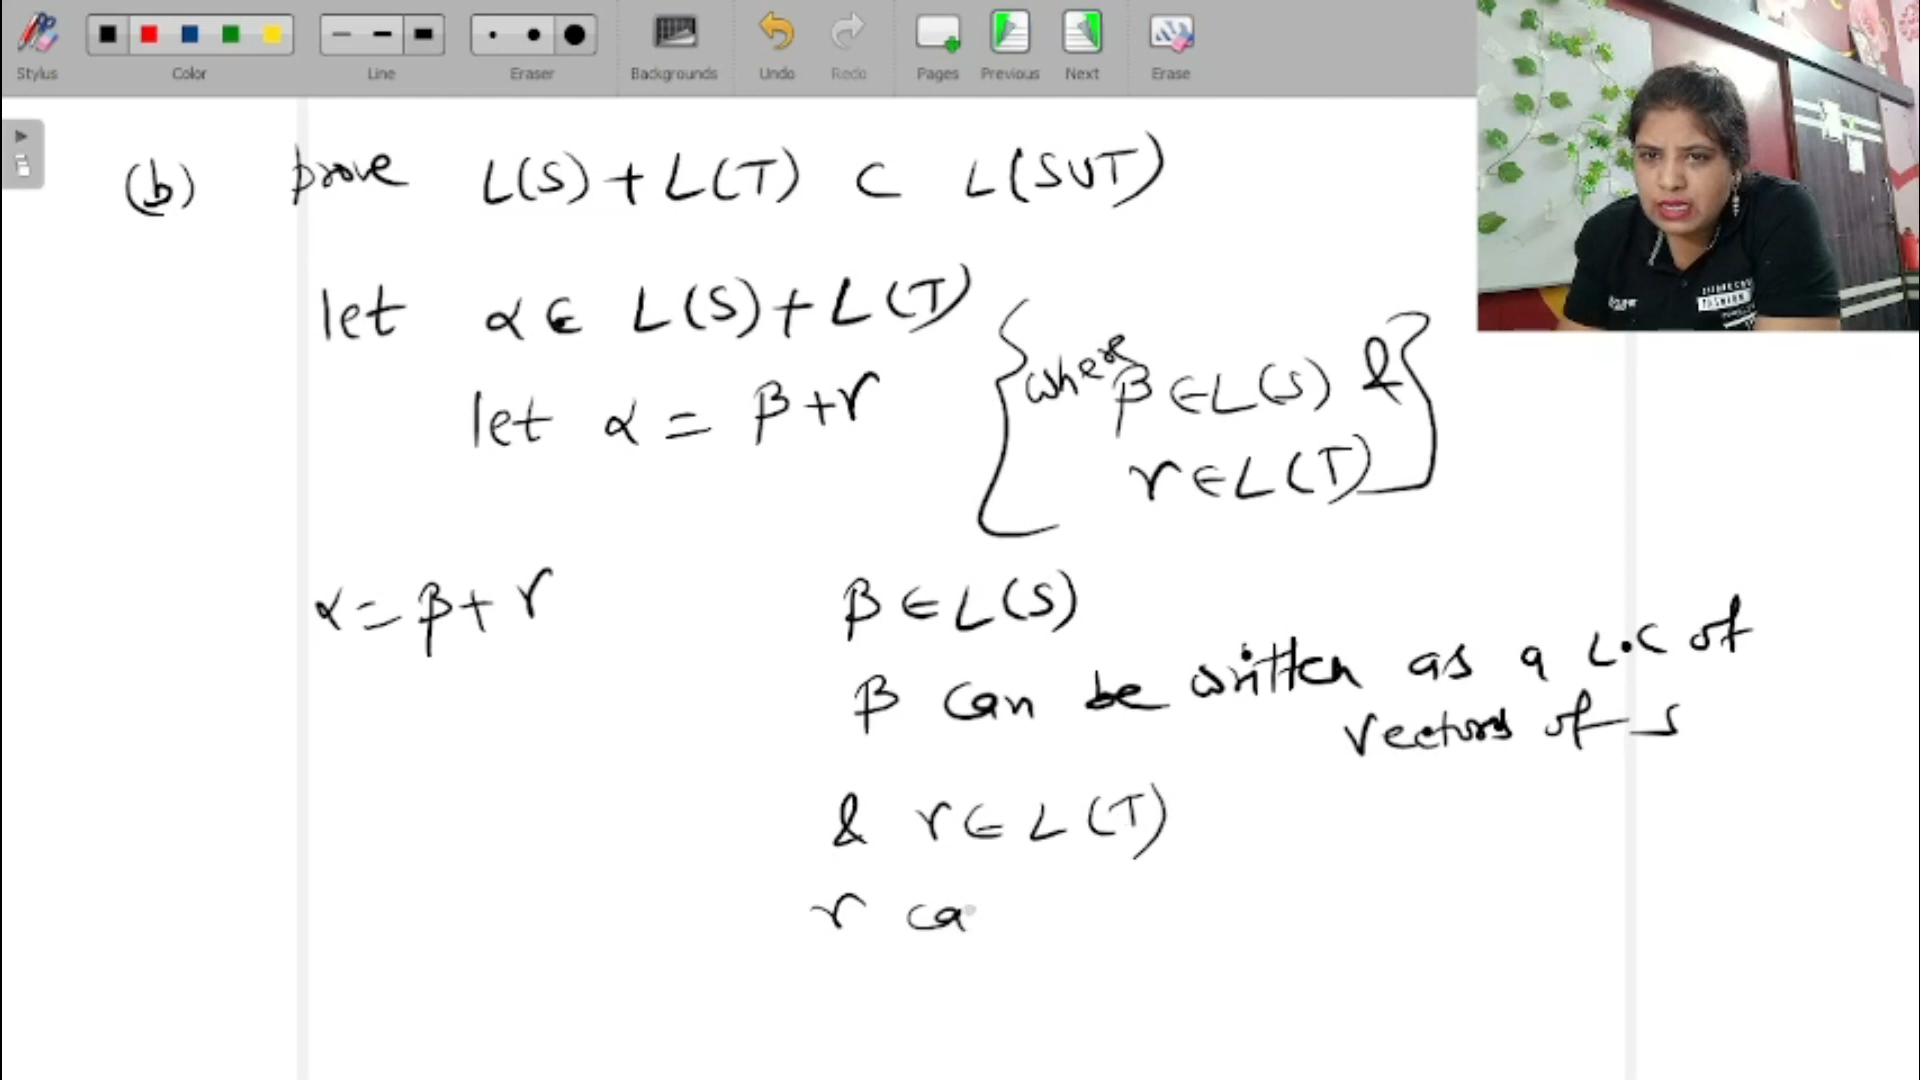 Stylus Color Line Eraser Backgrounds Undo Redo Pages Previous Next Erase
(b) prove L(S)+L(T) ⊂ L(S∪T)
let α ∈ L(S)+L(T)
let α = β+γ {where β ∈ L(S) &
γ ∈ L(T)}
α = β+γ β ∈ L(S)
β can be written as a L.C of
vectors of S
& γ ∈ L(T)
γ ca